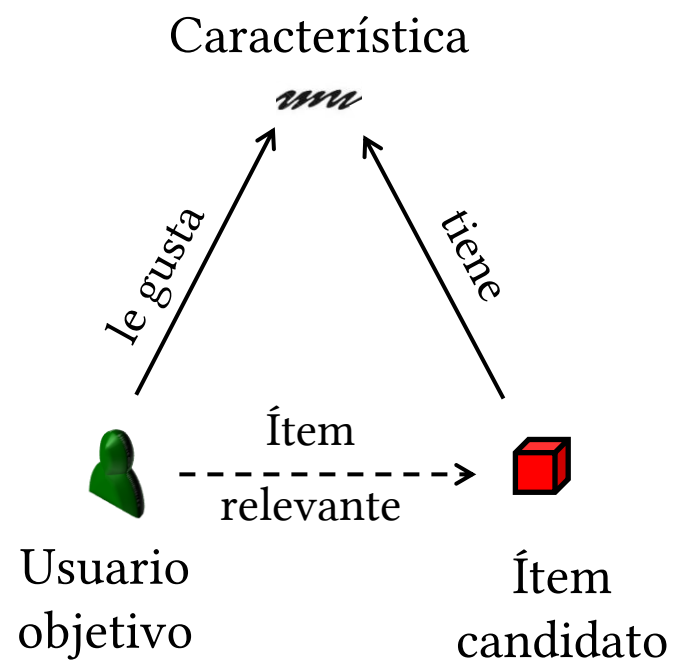 Característica
le gusta
tiene
Ítem
relevante
Usuario
objetivo
Ítem
candidato